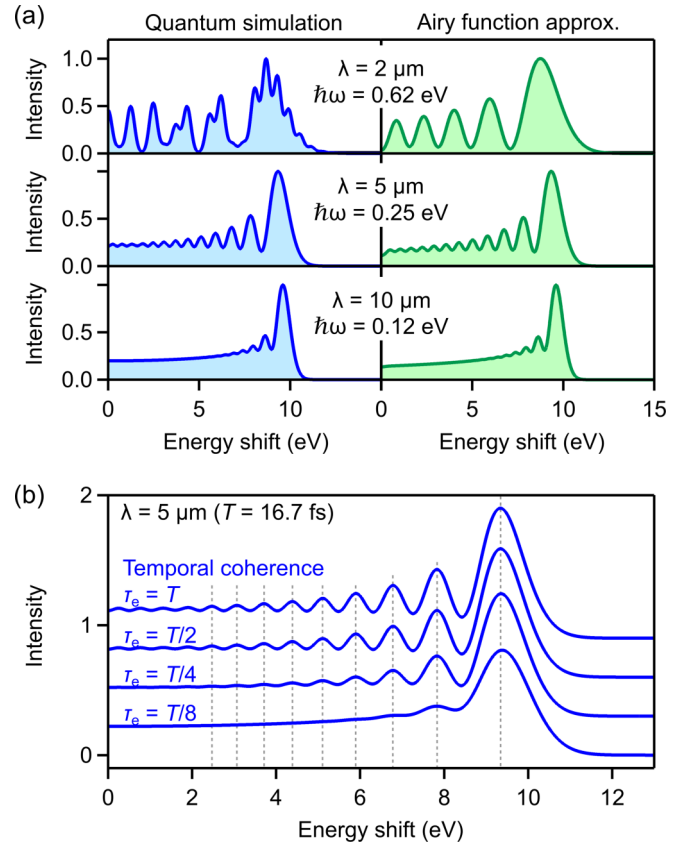 (a)
Quantum simulation
Airy function approx.
Intensity
1.0
0.5
0.0
λ = 2 μm
ℏω = 0.62 eV
Intensity
0.5
0.0
λ = 5 μm
ℏω = 0.25 eV
Intensity
0.5
0.0
λ = 10 μm
ℏω = 0.12 eV
0 5 10 5 10 15
Energy shift (eV)
Energy shift (eV)
(b)
Intensity
2
1
0
λ = 5 μm (T = 16.7 fs)
Temporal coherence
τe = T
τe = T/2
τe = T/4
τe = T/8
0 2 4 6 8 10 12
Energy shift (eV)